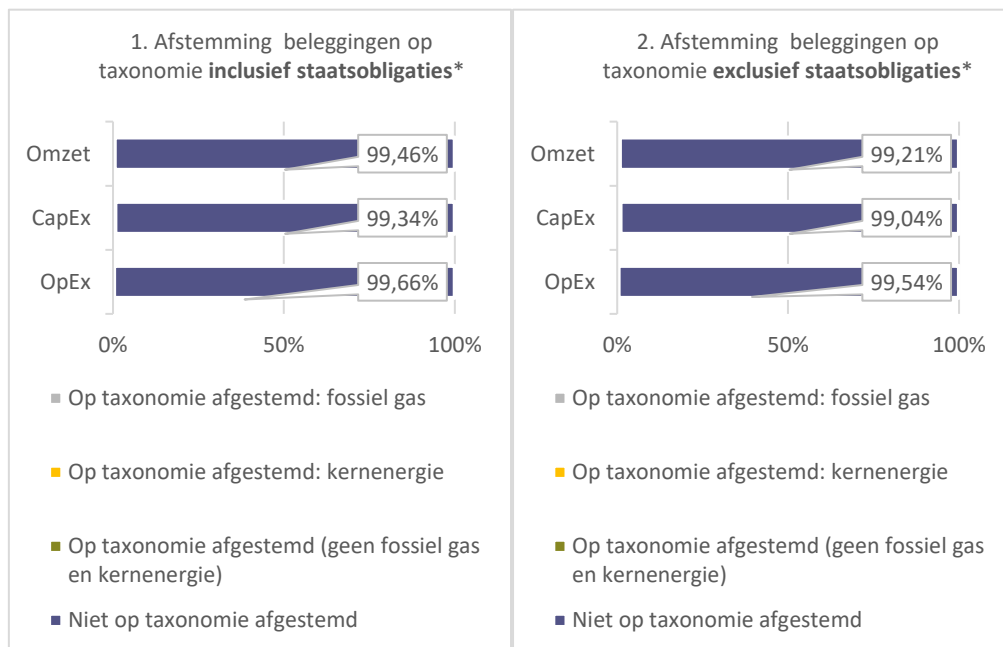 1. Afstemming beleggingen op
taxonomie inclusief staatsobligaties*
Omzet
99,46%
CapEx
99,34%
OpEx
99,66%
0%
50%
100%
Op taxonomie afgestemd: fossiel gas
Op taxonomie afgestemd: kernenergie
Op taxonomie afgestemd (geen fossiel gas
en kernenergie)
Niet op taxonomie afgestemd
2. Afstemming beleggingen op
taxonomie exclusief staatsobligaties*
Omzet
99,21%
CapEx
99,04%
OpEx
99,54%
0%
50%
100%
Op taxonomie afgestemd: fossiel gas
Op taxonomie afgestemd: kernenergie
Op taxonomie afgestemd (geen fossiel gas
en kernenergie)
Niet op taxonomie afgestemd